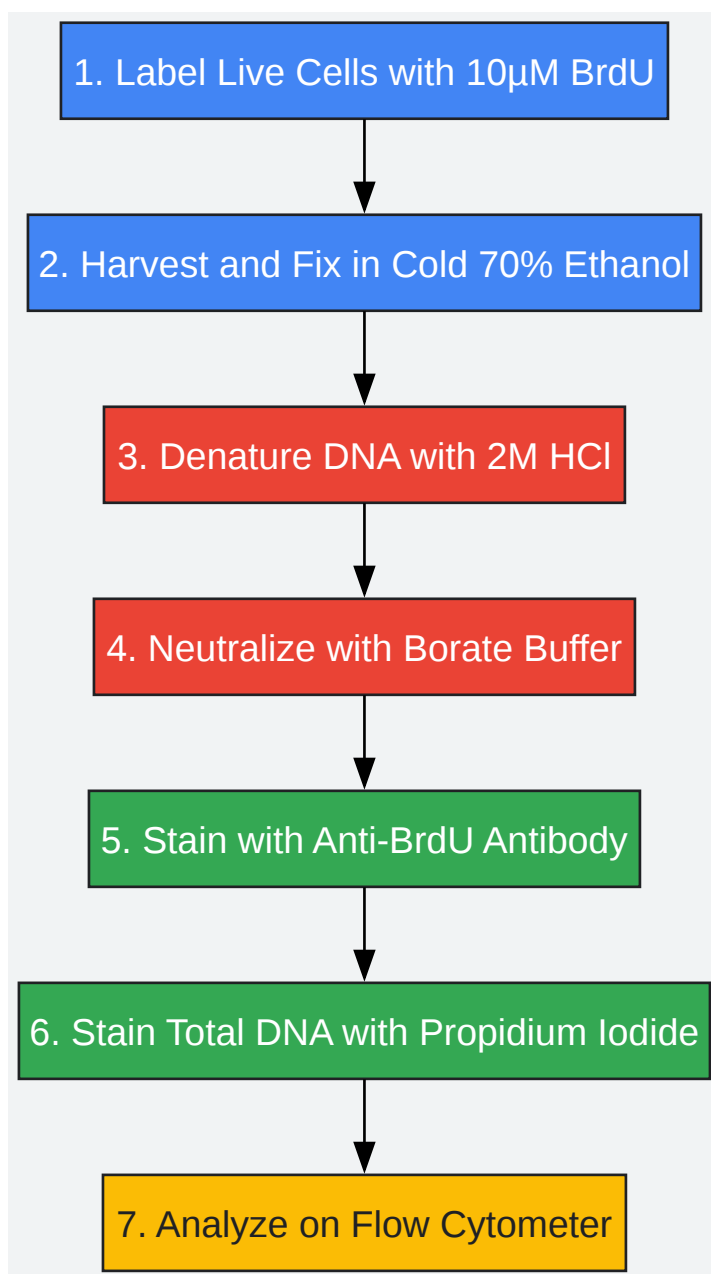 1. Label Live Cells with 10µM BrdU
2. Harvest and Fix in Cold 70% Ethanol
3. Denature DNA with 2M HCl
4. Neutralize with Borate Buffer
5. Stain with Anti-BrdU Antibody
6. Stain Total DNA with Propidium Iodide
7. Analyze on Flow Cytometer